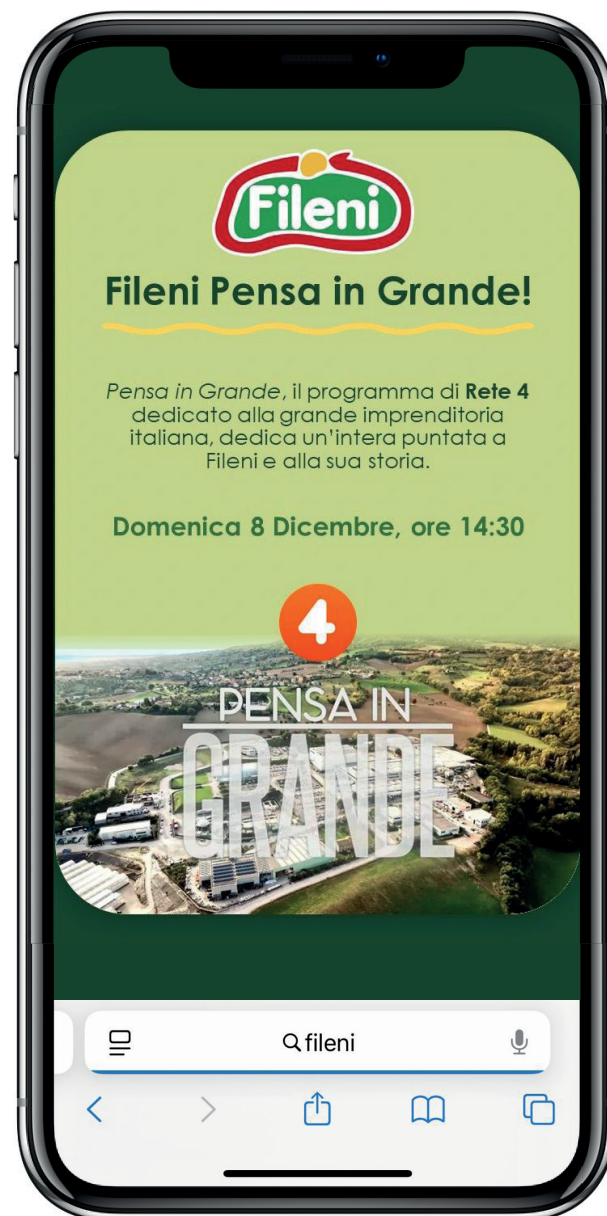 Fileni
Fileni Pensa in Grande!
Pensa in Grande, il programma di Rete 4
dedicato alla grande imprenditoria
italiana, dedica un'intera puntata a
Fileni e alla sua storia.
Domenica 8 Dicembre, ore 14:30
4
PENSA IN
GRANDE
fileni